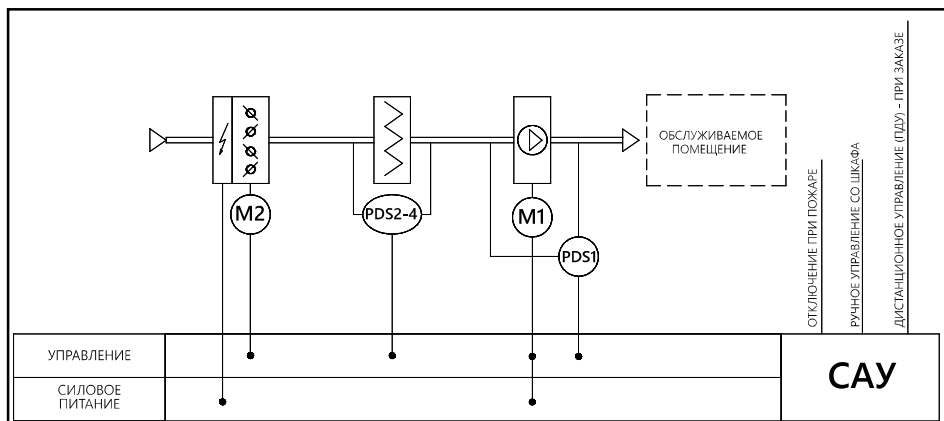 ОБСЛУЖИВАЕМОЕ
ПОМЕЩЕНИЕ
M2
PDS2-4
M1
PDS1
ОТКЛЮЧЕНИЕ ПРИ ПОЖАРЕ
РУЧНОЕ УПРАВЛЕНИЕ СО ШКАФА
ДИСТАНЦИОННОЕ УПРАВЛЕНИЕ (ПДУ) - ПРИ ЗАКАЗЕ
УПРАВЛЕНИЕ
СИЛОВОЕ
ПИТАНИЕ
САУ